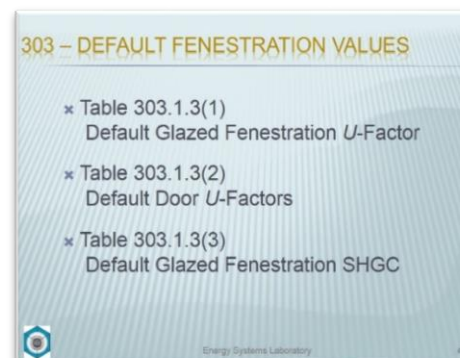 303 – DEFAULT FENESTRATION VALUES
Table 303.1.3(1)
Default Glazed Fenestration U-Factor
Table 303.1.3(2)
Default Door U-Factors
Table 303.1.3(3)
Default Glazed Fenestration SHGC
Energy Systems Laboratory